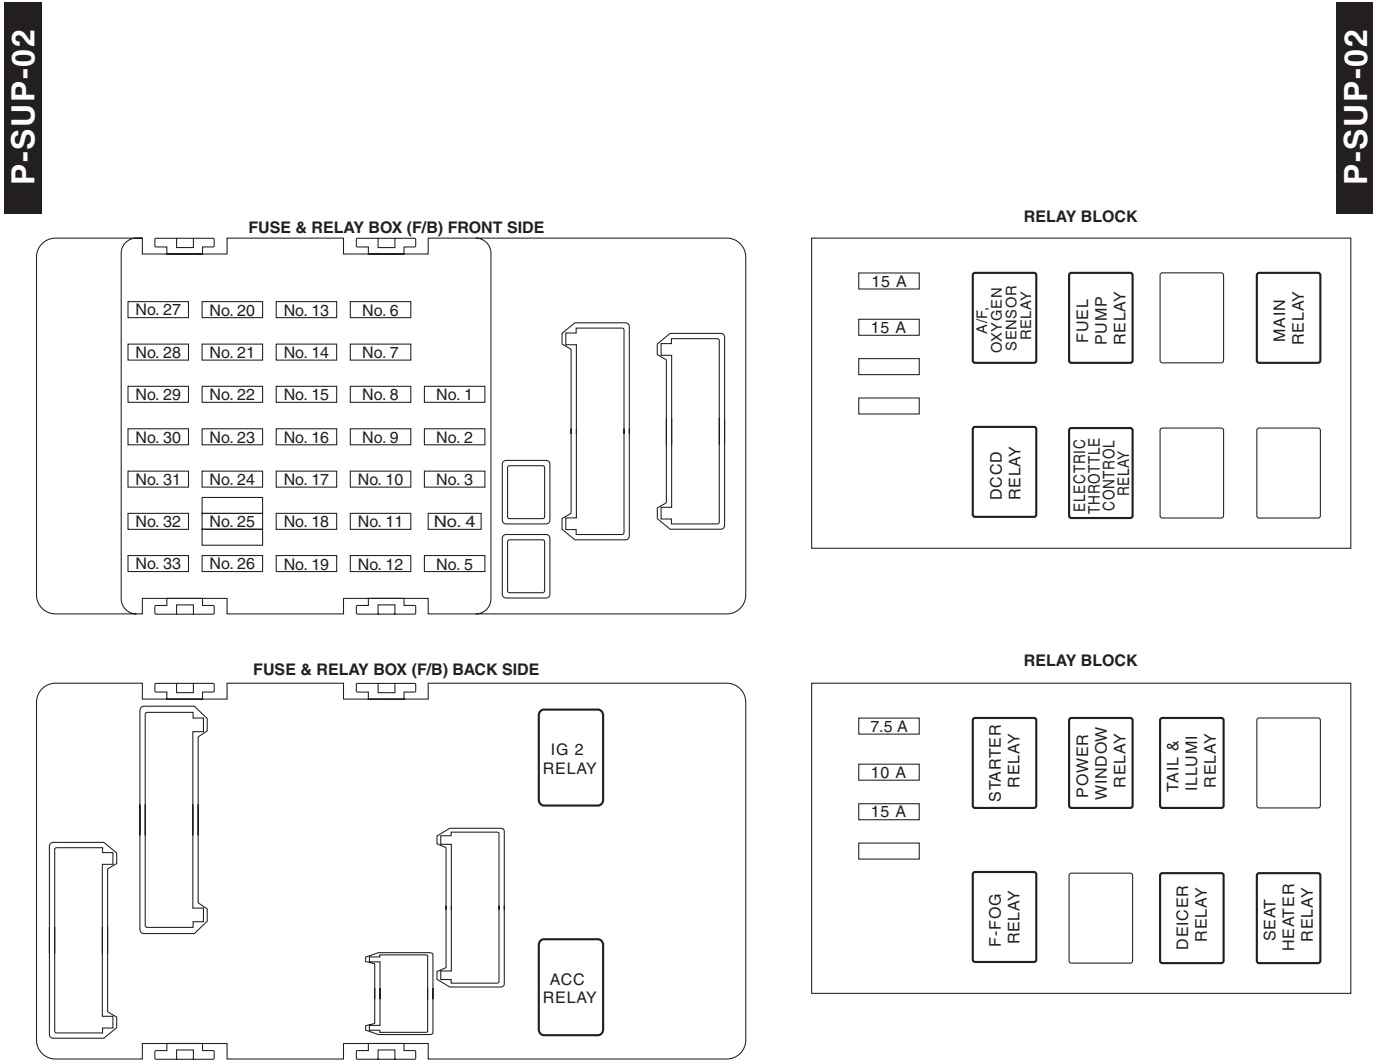 P-SUP-02
P-SUP-02
FUSE & RELAY BOX (F/B) FRONT SIDE
No. 27
No. 20
No. 13
No. 6
No. 28
No. 21
No. 14
No. 7
No. 29
No. 22
No. 15
No. 8
No. 1
No. 30
No. 23
No. 16
No. 9
No. 2
No. 31
No. 24
No. 17
No. 10
No. 3
No. 32
No. 25
No. 18
No. 11
No. 4
No. 33
No. 26
No. 19
No. 12
No. 5
RELAY BLOCK
15 A
15 A
A/F,
OXYGEN
SENSOR
RELAY
FUEL
PUMP
RELAY
MAIN
RELAY
DCCD
RELAY
ELECTRIC
THROTTLE
CONTROL
RELAY
FUSE & RELAY BOX (F/B) BACK SIDE
IG 2
RELAY
ACC
RELAY
RELAY BLOCK
7.5 A
10 A
15 A
STARTER
RELAY
POWER
WINDOW
RELAY
TAIL &
ILLUMI
RELAY
F-FOG
RELAY
DEICER
RELAY
SEAT
HEATER
RELAY